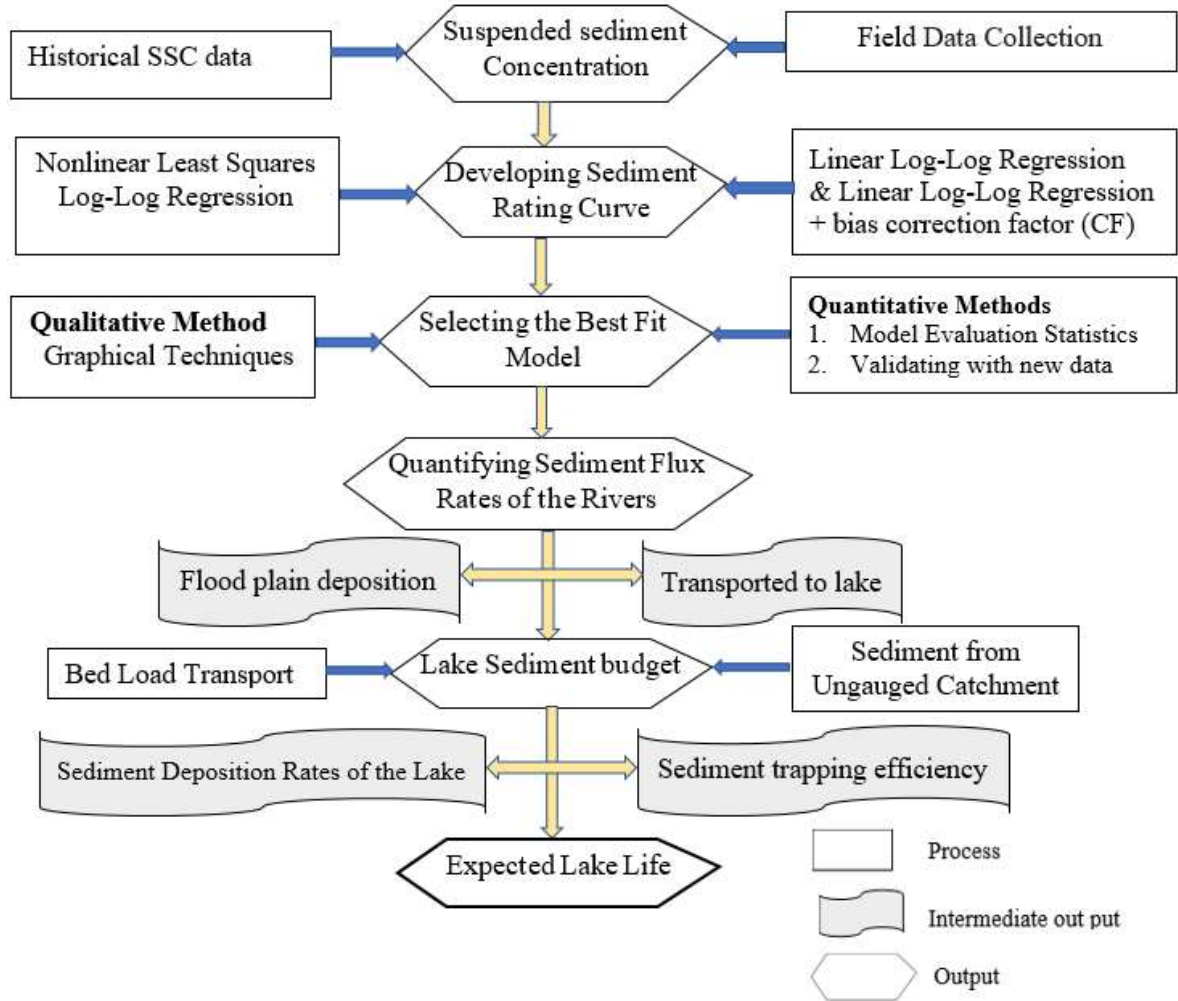 Historical SSC data
Suspended sediment
Concentration
Field Data Collection
Nonlinear Least Squares
Log-Log Regression
Developing Sediment
Rating Curve
Linear Log-Log Regression
& Linear Log-Log Regression
+ bias correction factor (CF)
Qualitative Method
Graphical Techniques
Selecting the Best Fit
Model
Quantitative Methods
1. Model Evaluation Statistics
2. Validating with new data
Quantifying Sediment Flux
Rates of the Rivers
Flood plain deposition
Transported to lake
Bed Load Transport
Lake Sediment budget
Sediment from
Ungauged Catchment
Sediment Deposition Rates of the Lake
Sediment trapping efficiency
Expected Lake Life
Process
Intermediate out put
Output